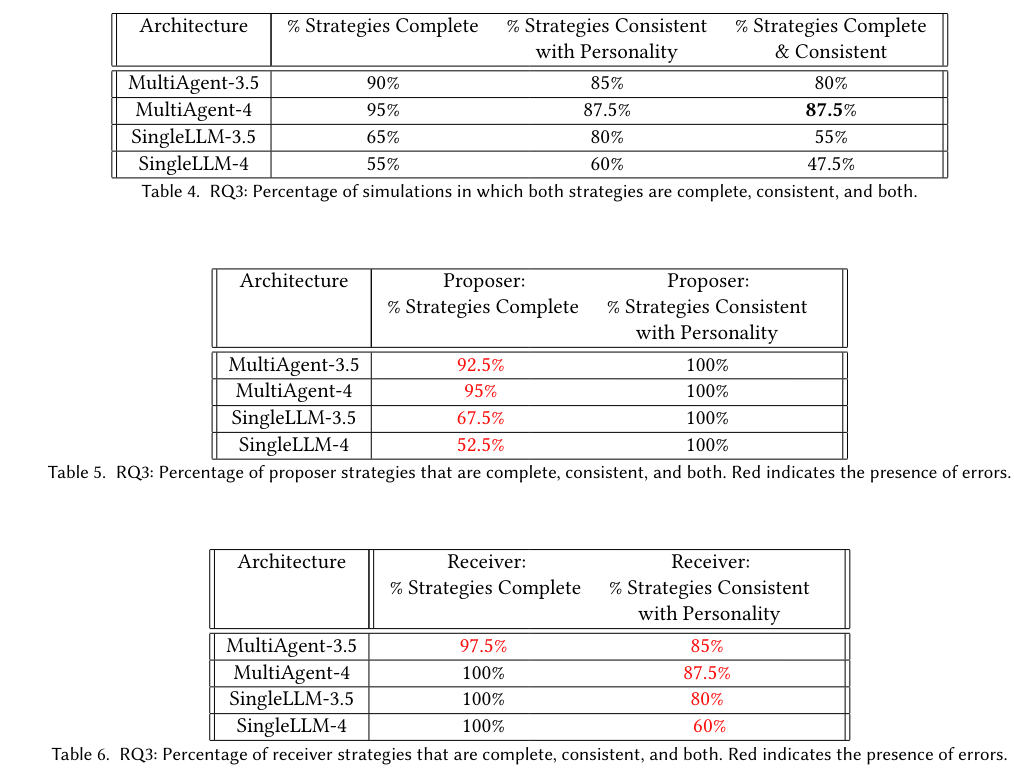 Architecture % Strategies Complete % Strategies Consistent % Strategies Complete
with Personality & Consistent
MultiAgent-3.5 90% 85% 80%
MultiAgent-4 95% 87.5% 87.5%
SingleLLM-3.5 65% 80% 55%
SingleLLM-4 55% 60% 47.5%
Table 4. RQ3: Percentage of simulations in which both strategies are complete, consistent, and both.
Architecture Proposer: Proposer:
% Strategies Complete % Strategies Consistent
with Personality
MultiAgent-3.5 92.5% 100%
MultiAgent-4 95% 100%
SingleLLM-3.5 67.5% 100%
SingleLLM-4 52.5% 100%
Table 5. RQ3: Percentage of proposer strategies that are complete, consistent, and both. Red indicates the presence of errors.
Architecture Receiver: Receiver:
% Strategies Complete % Strategies Consistent
with Personality
MultiAgent-3.5 97.5% 85%
MultiAgent-4 100% 87.5%
SingleLLM-3.5 100% 80%
SingleLLM-4 100% 60%
Table 6. RQ3: Percentage of receiver strategies that are complete, consistent, and both. Red indicates the presence of errors.